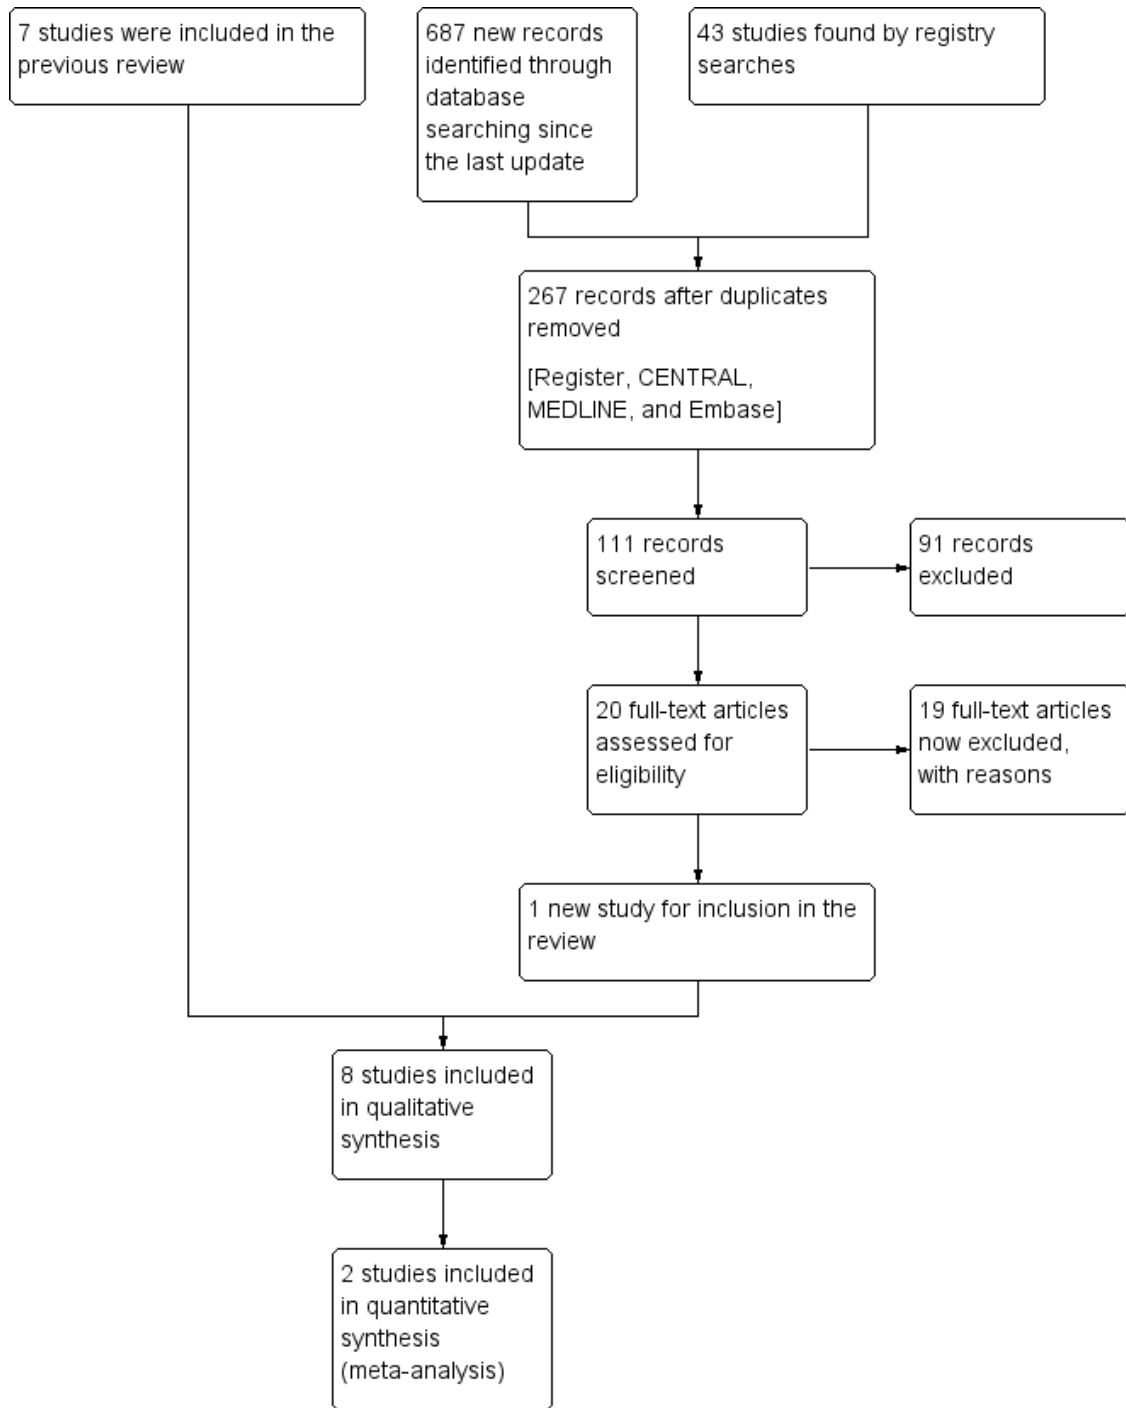 7 studies were included in the
previous review
687 new records
identified through
database
searching since
the last update
43 studies found by registry
searches
267 records after duplicates
removed
[Register, CENTRAL,
MEDLINE, and Embase]
111 records
screened
91 records
excluded
20 full-text articles
assessed for
eligibility
19 full-text articles
now excluded,
with reasons
1 new study for inclusion in the
review
8 studies included
in qualitative
synthesis
2 studies included
in quantitative
synthesis
(meta-analysis)